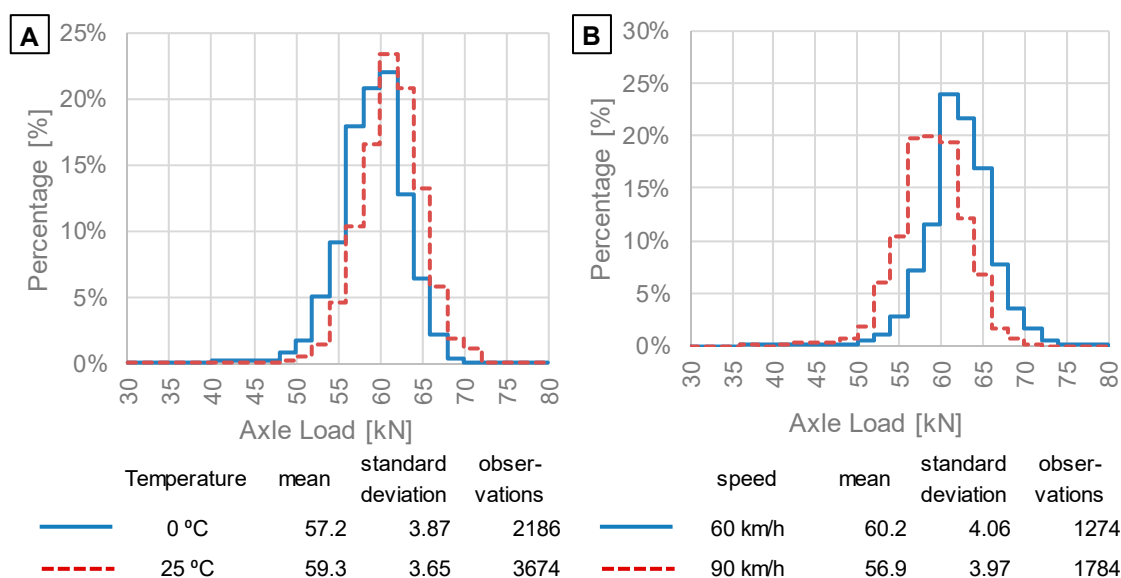 A
25%
20%
15%
10%
5%
0%
Percentage [%]
30 35 40 45 50 55 60 65 70 75 80
Axle Load [kN]
Temperature mean standard deviation obser-vations
0 ºC 57.2 3.87 2186
25 ºC 59.3 3.65 3674
B
30%
25%
20%
15%
10%
5%
0%
Percentage [%]
30 35 40 45 50 55 60 65 70 75 80
Axle Load [kN]
speed mean standard deviation obser-vations
60 km/h 60.2 4.06 1274
90 km/h 56.9 3.97 1784